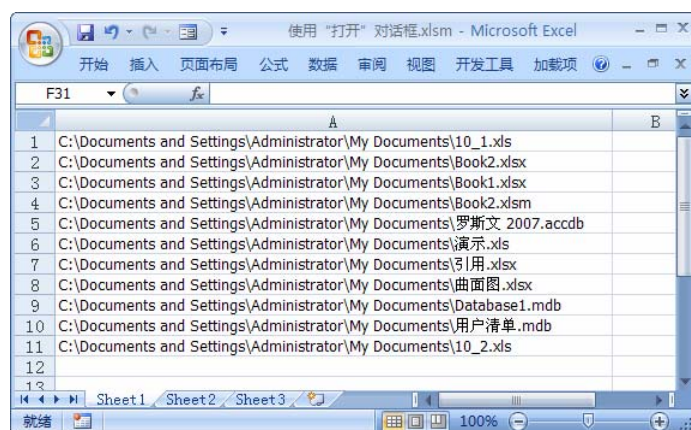 使用 “打开” 对话框.xlsm - Microsoft Excel
开始 插入 页面布局 公式 数据 审阅 视图 开发工具 加载项
F31 fx
A B
1 C:\Documents and Settings\Administrator\My Documents\10_1.xls
2 C:\Documents and Settings\Administrator\My Documents\Book2.xlsx
3 C:\Documents and Settings\Administrator\My Documents\Book1.xlsx
4 C:\Documents and Settings\Administrator\My Documents\Book2.xlsm
5 C:\Documents and Settings\Administrator\My Documents\罗斯文 2007.accdb
6 C:\Documents and Settings\Administrator\My Documents\演示.xls
7 C:\Documents and Settings\Administrator\My Documents\引用.xlsx
8 C:\Documents and Settings\Administrator\My Documents\曲面图.xlsx
9 C:\Documents and Settings\Administrator\My Documents\Database1.mdb
10 C:\Documents and Settings\Administrator\My Documents\用户清单.mdb
11 C:\Documents and Settings\Administrator\My Documents\10_2.xls
12
13
Sheet1 Sheet2 Sheet3
就绪 100%